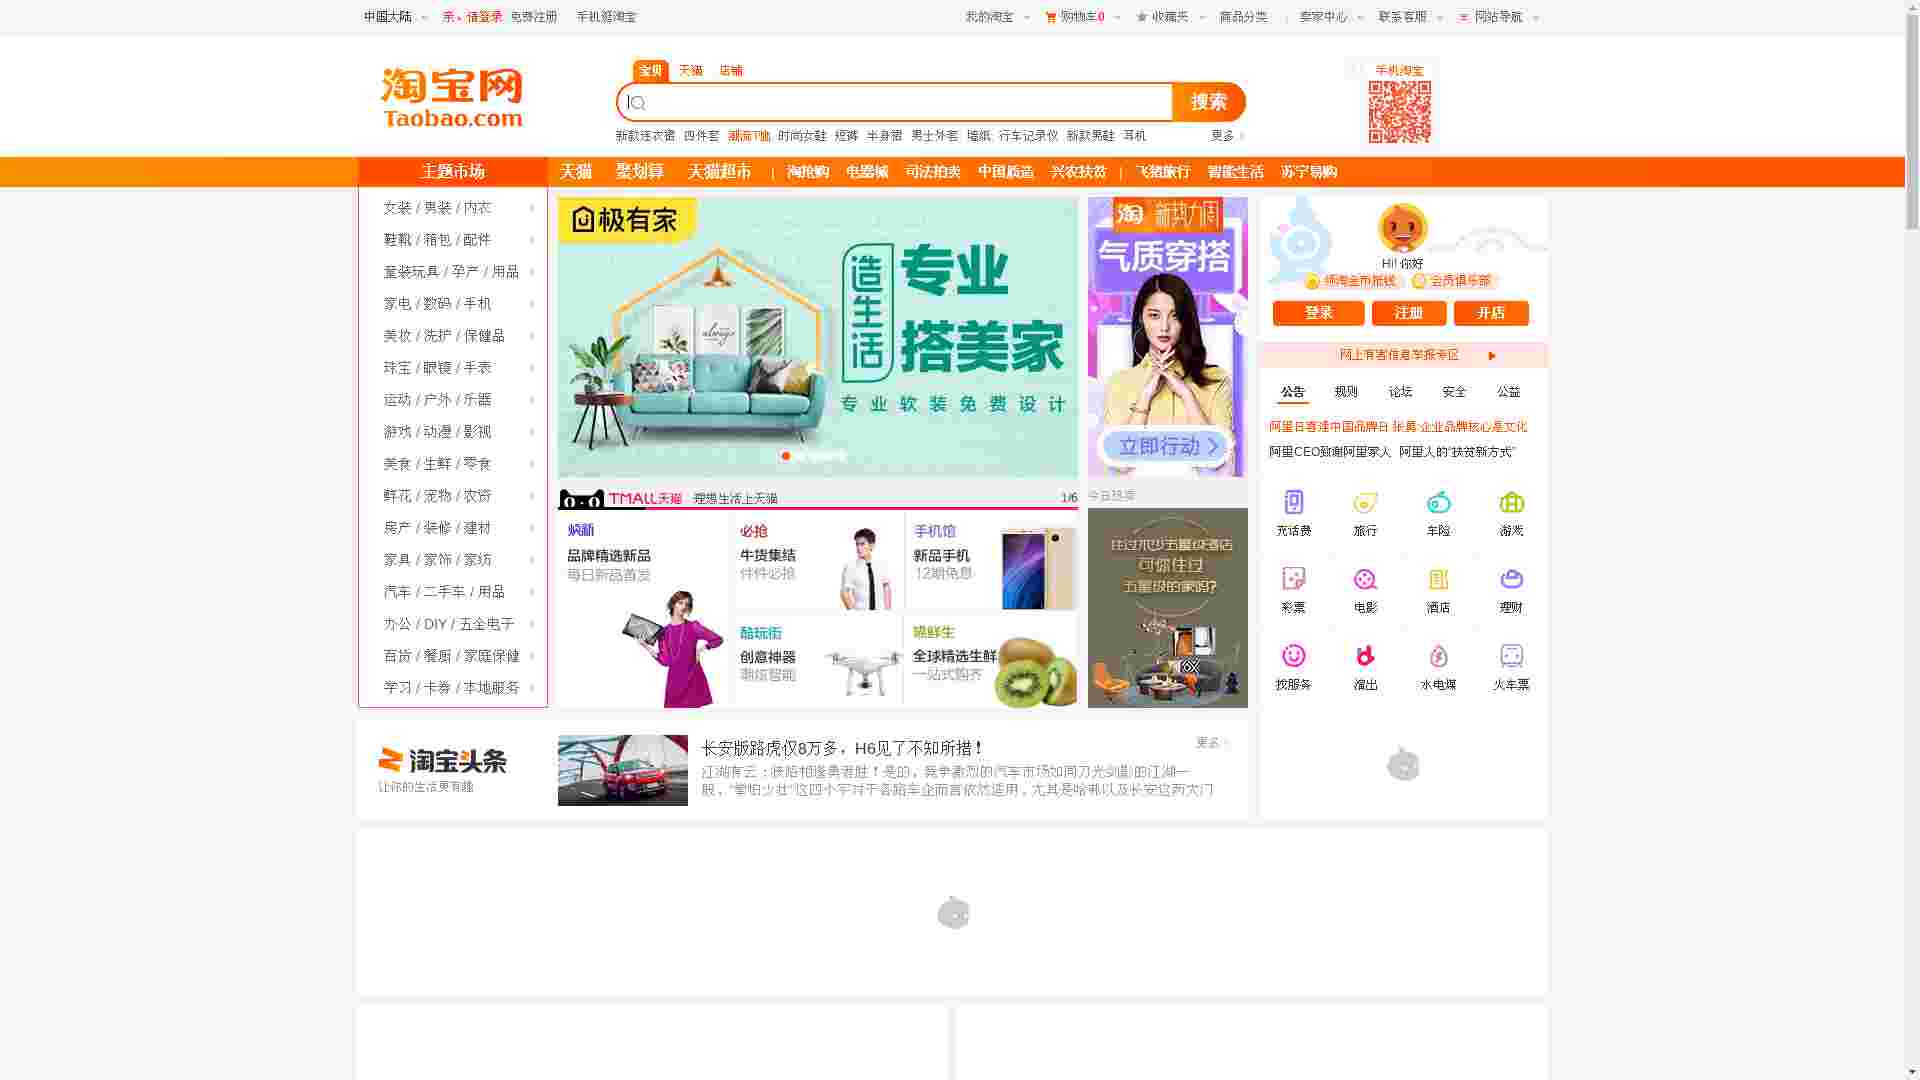 中国大陆 亲，请登录 免费注册 手机逛淘宝 我的淘宝 购物车0 收藏夹 商品分类 | 卖家中心 联系客服 网站导航
宝贝 天猫 店铺
淘宝网
Taobao.com
搜索
手机淘宝
新款连衣裙 四件套 潮流T恤 时尚女鞋 短裤 半身裙 男士外套 墙纸 行车记录仪 新款男鞋 耳机 更多
主题市场 天猫 聚划算 天猫超市 | 淘抢购 电器城 司法拍卖 中国质造 兴农扶贫 | 飞猪旅行 智能生活 苏宁易购
女装 / 男装 / 内衣
鞋靴 / 箱包 / 配件
童装玩具 / 孕产 / 用品
家电 / 数码 / 手机
美妆 / 洗护 / 保健品
珠宝 / 眼镜 / 手表
运动 / 户外 / 乐器
游戏 / 动漫 / 影视
美食 / 生鲜 / 零食
鲜花 / 宠物 / 农资
房产 / 装修 / 建材
家具 / 家饰 / 家纺
汽车 / 二手车 / 用品
办公 / DIY / 五金电子
百货 / 餐厨 / 家庭保健
学习 / 卡券 / 本地服务
极有家
造生活
专业
搭美家
always
专业软装免费设计
淘 新势力周
气质穿搭
立即行动
Hi! 你好
领淘金币抵钱 会员俱乐部
登录 注册 开店
网上有害信息举报专区
公告 规则 论坛 安全 公益
阿里日喜逢中国品牌日 张勇:企业品牌核心是文化
阿里CEO致谢阿里家人 阿里人的“扶贫新方式”
TMALL天猫 理想生活上天猫 1/6
今日热卖
焕新
品牌精选新品
每日新品首发
必抢
牛货集结
件件必抢
手机馆
新品手机
12期免息
酷玩街
创意神器
潮炫智能
喵鲜生
全球精选生鲜
一站式购齐
住过不少五星级酒店
可你住过
五星级的家吗?
充话费 旅行 车险 游戏
彩票 电影 酒店 理财
找服务 演出 水电煤 火车票
淘宝头条
让你的生活更有趣
长安版路虎仅8万多，H6见了不知所措！
更多
江湖有云：狭路相逢勇者胜！是的，竞争激烈的汽车市场如同刀光剑影的江湖一
般，“拳怕少壮”这四个字对于各路车企而言依然适用，尤其是哈弗以及长安这两大门